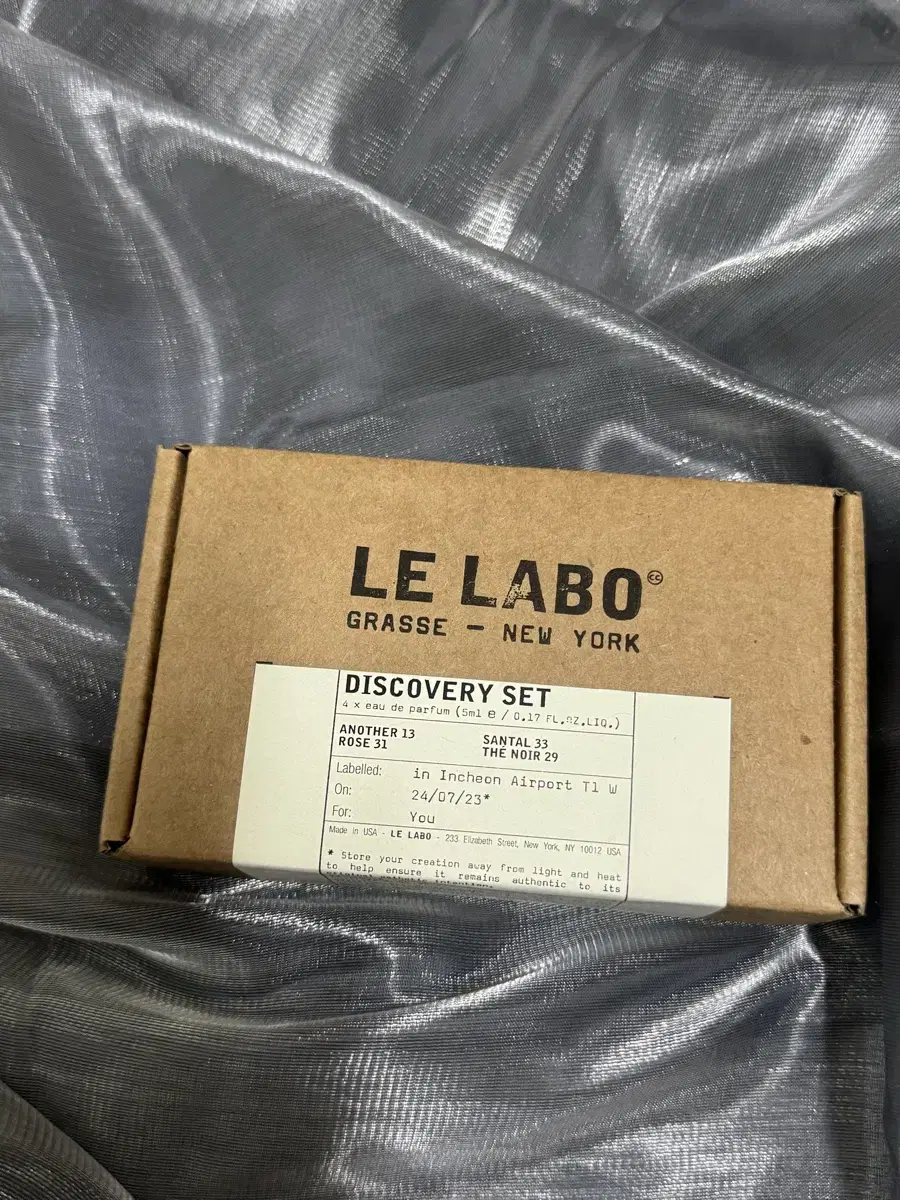 LE LABO
GRASSE – NEW YORK
DISCOVERY SET
4 x eau de parfum (5ml e / 0.17 FL.OZ.LIQ.)
ANOTHER 13 SANTAL 33
ROSE 31 THÉ NOIR 29
Labelled: in Incheon Airport T1 W
On: 24/07/23*
For: You
Made in USA - LE LABO - 233 Elizabeth Street, New York, NY 10012 USA
* Store your creation away from light and heat
to help ensure it remains authentic to its